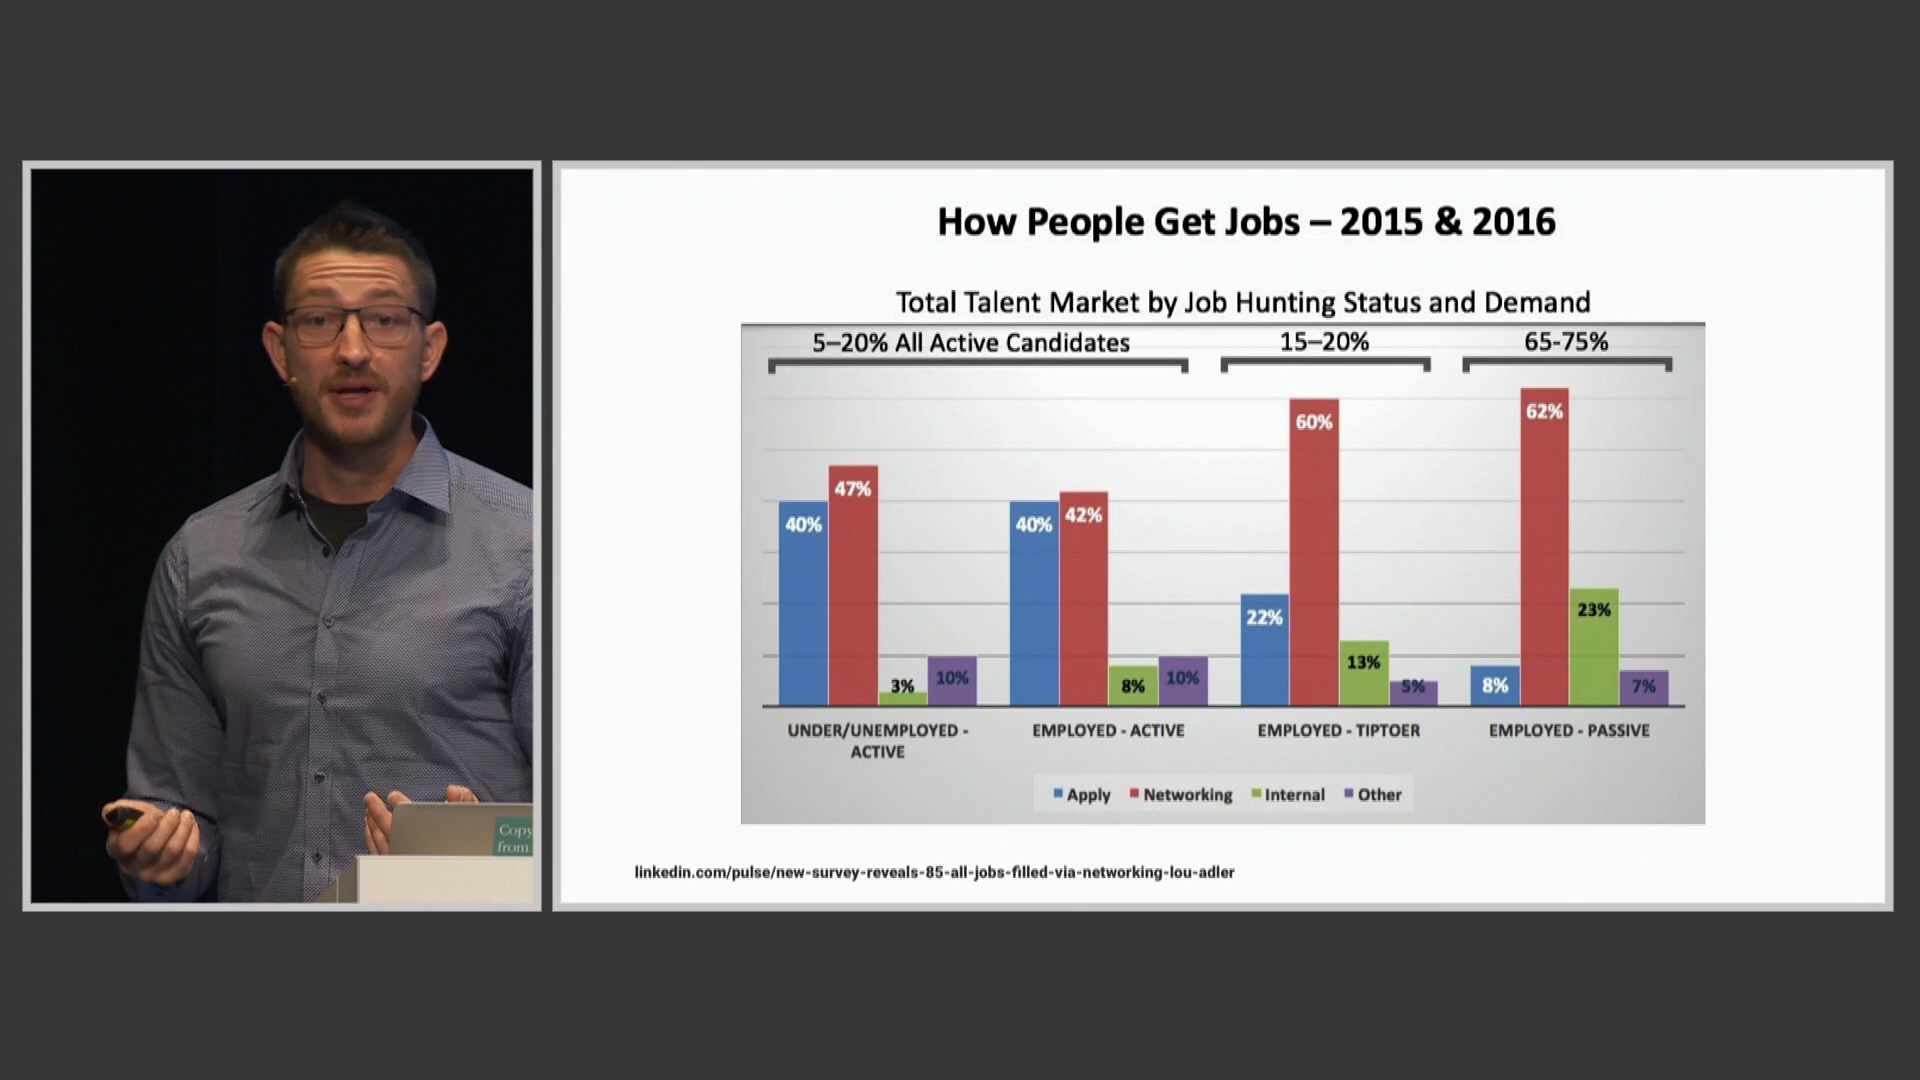 Copy
from
How People Get Jobs – 2015 & 2016
Total Talent Market by Job Hunting Status and Demand
5–20% All Active Candidates
15–20%
65-75%
40%
47%
3%
10%
40%
42%
8%
10%
22%
60%
13%
5%
8%
62%
23%
7%
UNDER/UNEMPLOYED -
ACTIVE
EMPLOYED - ACTIVE
EMPLOYED - TIPTOER
EMPLOYED - PASSIVE
Apply Networking Internal Other
linkedin.com/pulse/new-survey-reveals-85-all-jobs-filled-via-networking-lou-adler